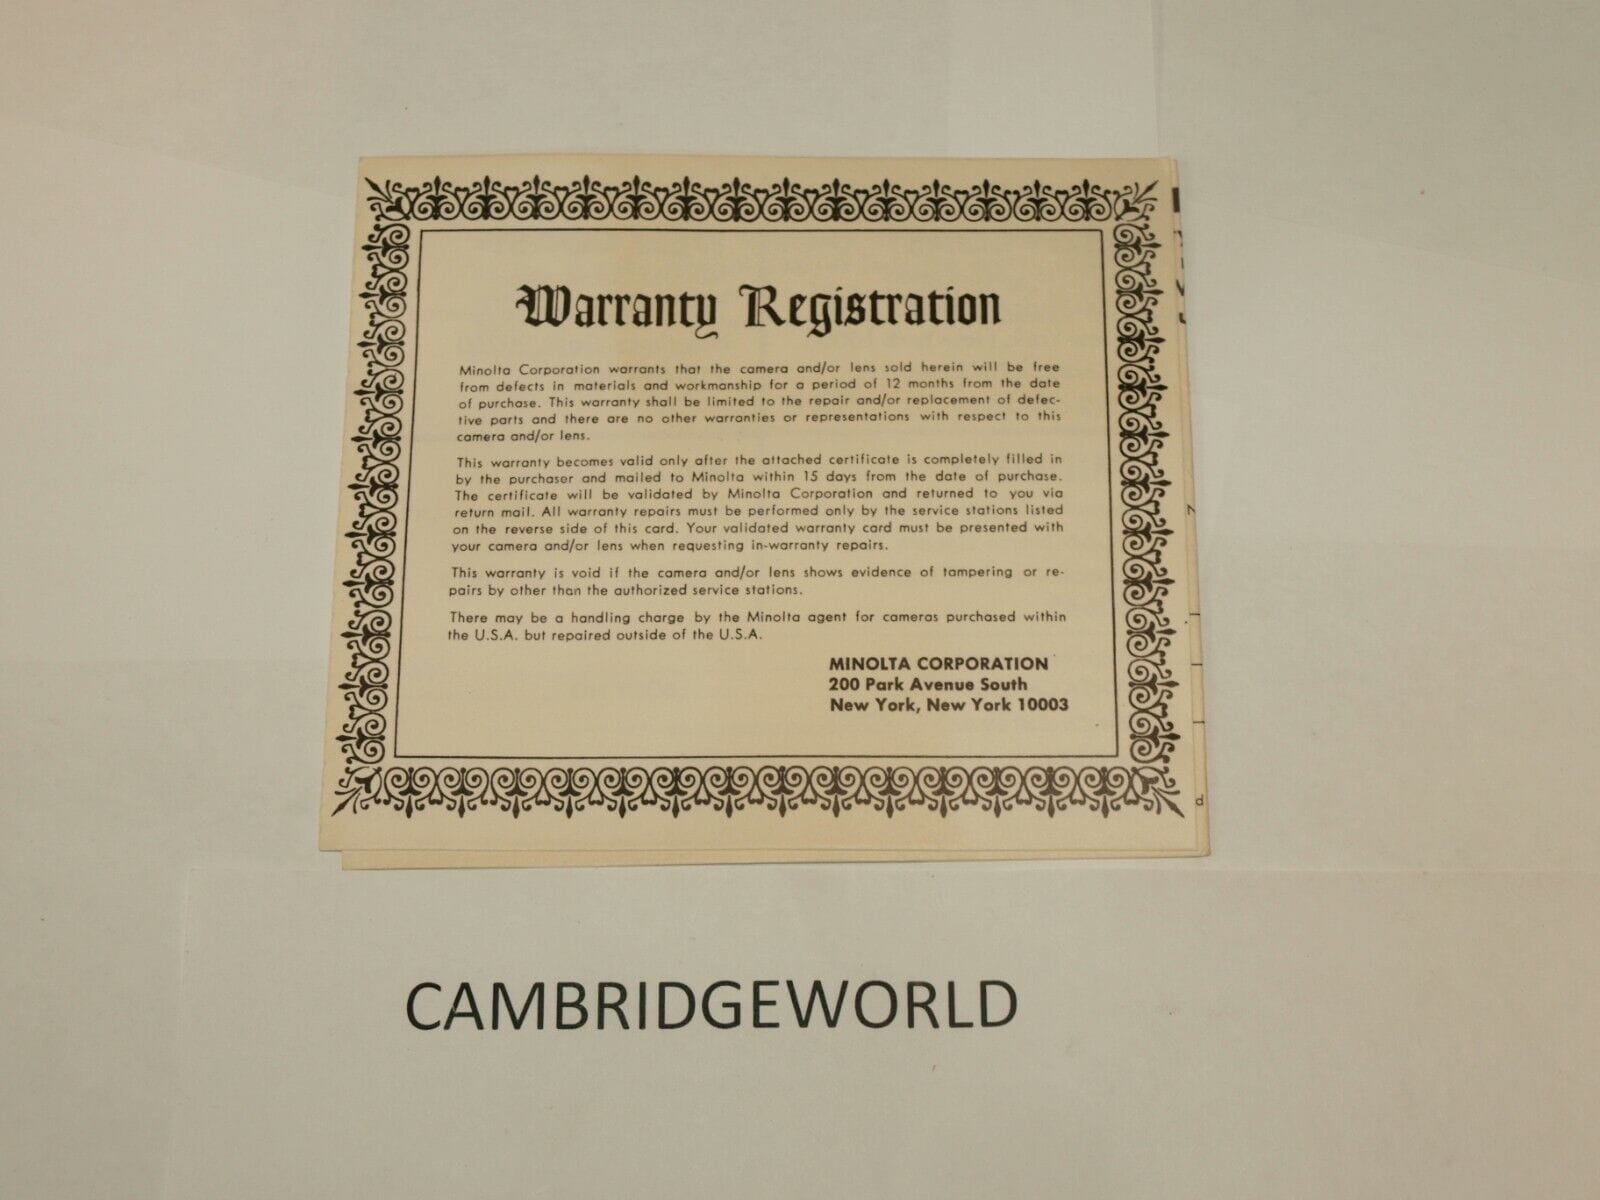 Warranty Registration
Minolta Corporation warrants that the camera and/or lens sold herein will be free
from defects in materials and workmanship for a period of 12 months from the date
of purchase. This warranty shall be limited to the repair and/or replacement of defec-
tive parts and there are no other warranties or representations with respect to this
camera and/or lens.
This warranty becomes valid only after the attached certificate is completely filled in
by the purchaser and mailed to Minolta within 15 days from the date of purchase.
The certificate will be validated by Minolta Corporation and returned to you via
return mail. All warranty repairs must be performed only by the service stations listed
on the reverse side of this card. Your validated warranty card must be presented with
your camera and/or lens when requesting in-warranty repairs.
This warranty is void if the camera and/or lens shows evidence of tampering or re-
pairs by other than the authorized service stations.
There may be a handling charge by the Minolta agent for cameras purchased within
the U.S.A. but repaired outside of the U.S.A.
MINOLTA CORPORATION
200 Park Avenue South
New York, New York 10003
CAMBRIDGEWORLD